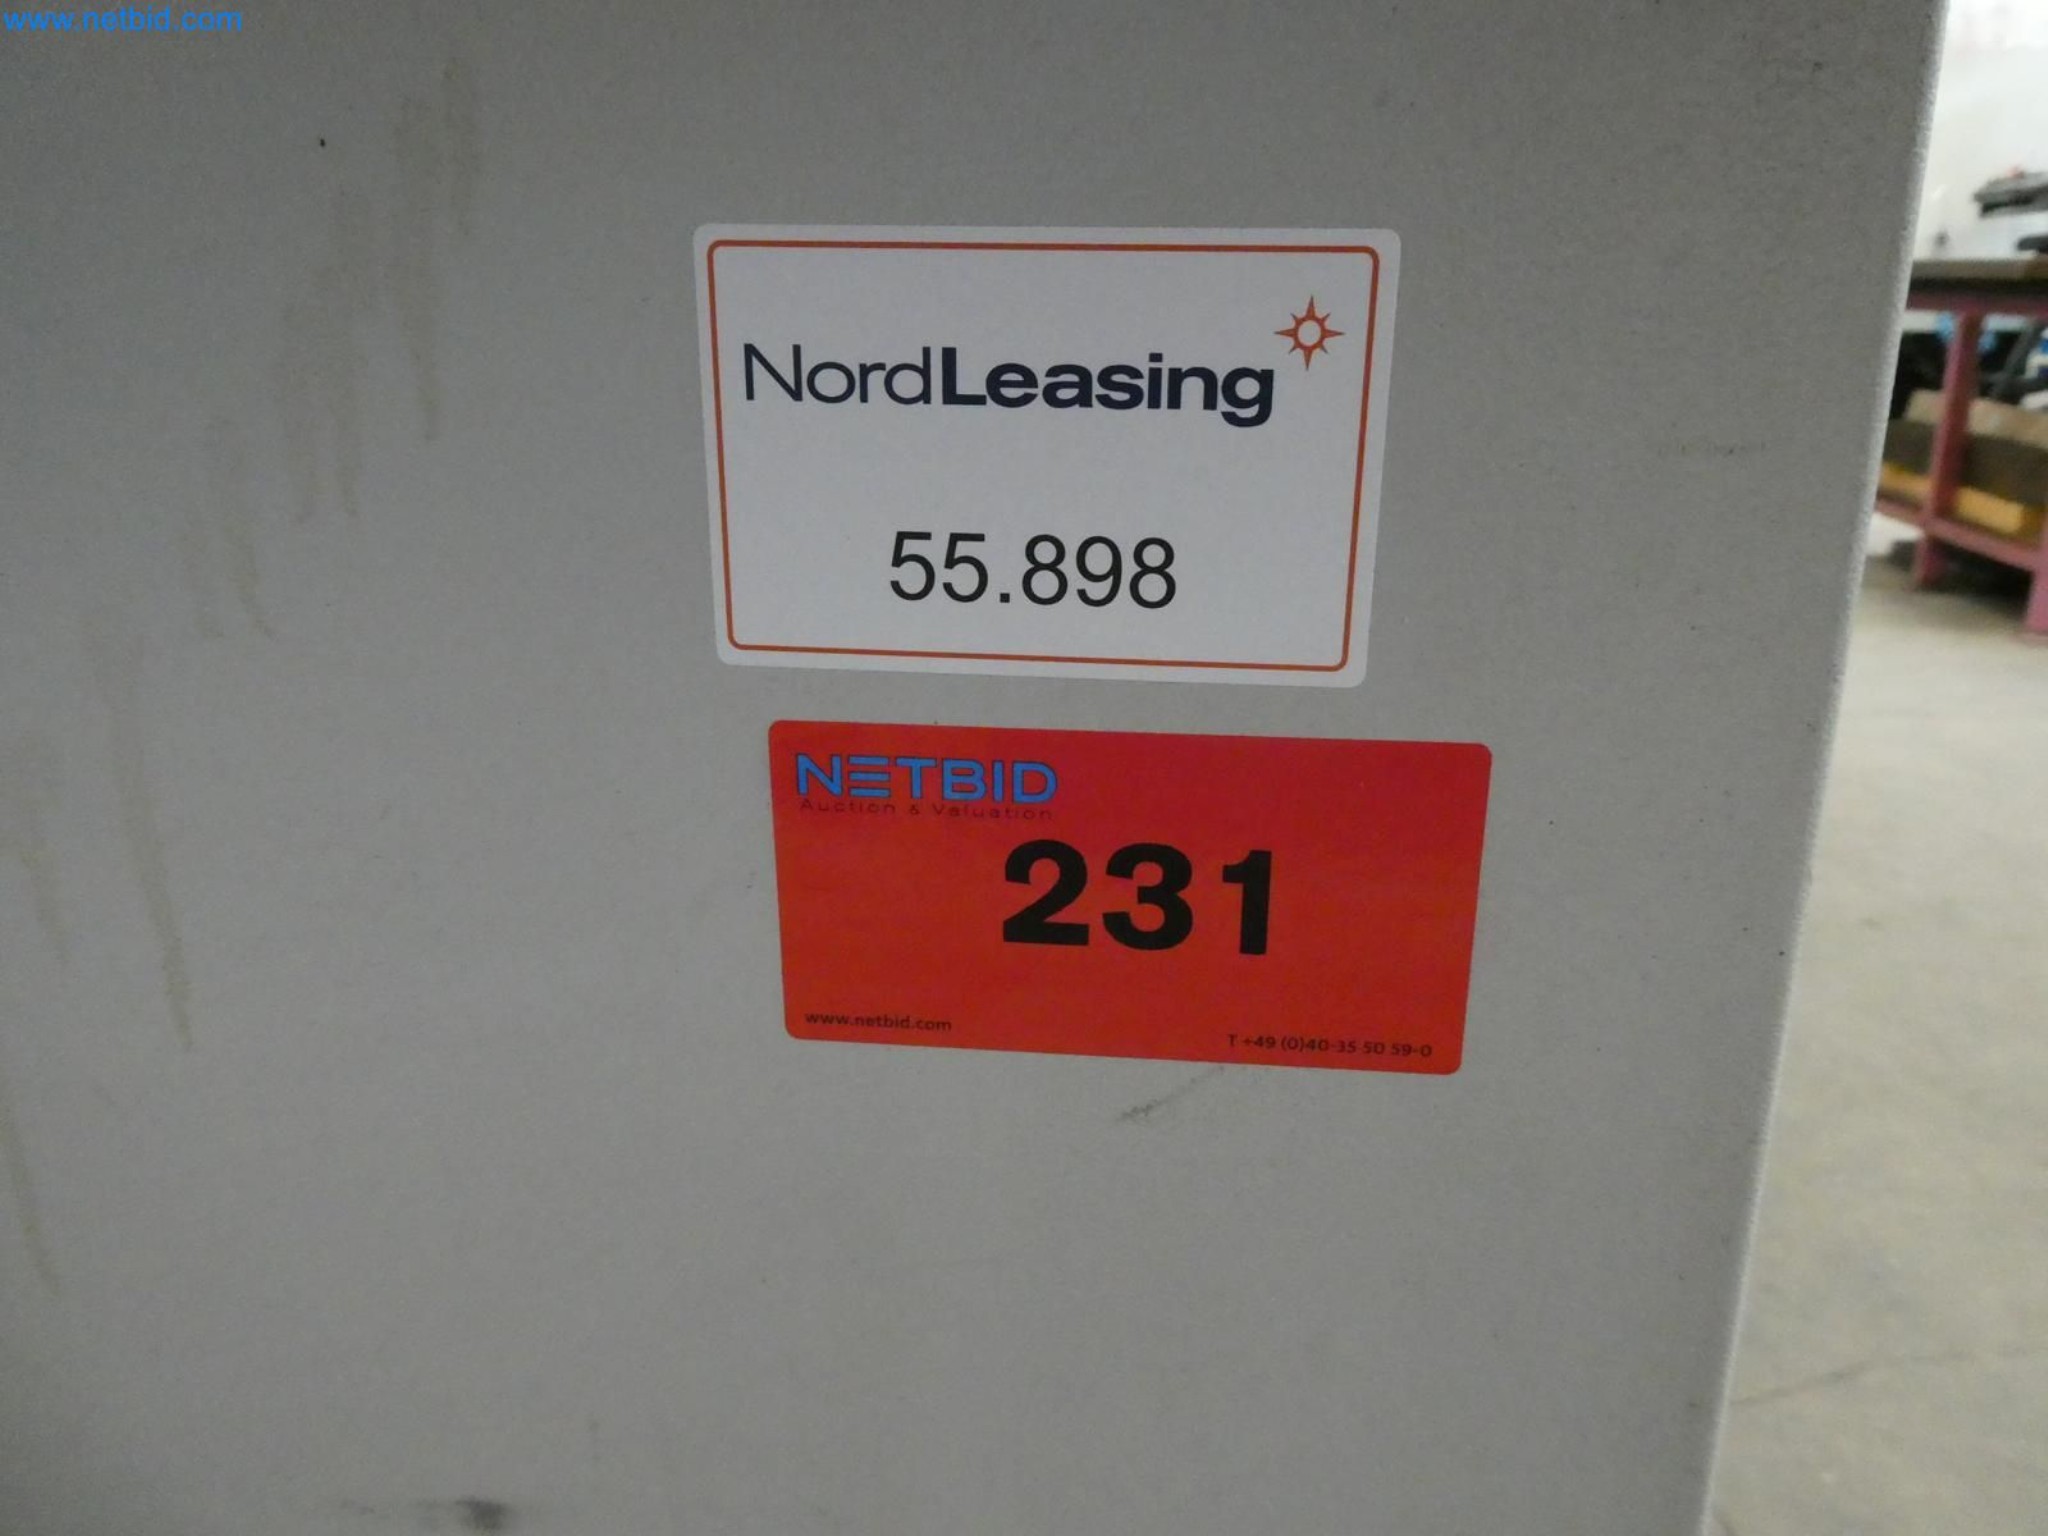 www.netbid.com
NordLeasing
55.898
NETBID
Auction & Valuation
231
www.netbid.com
T +49 (0)40-35 50 59-0